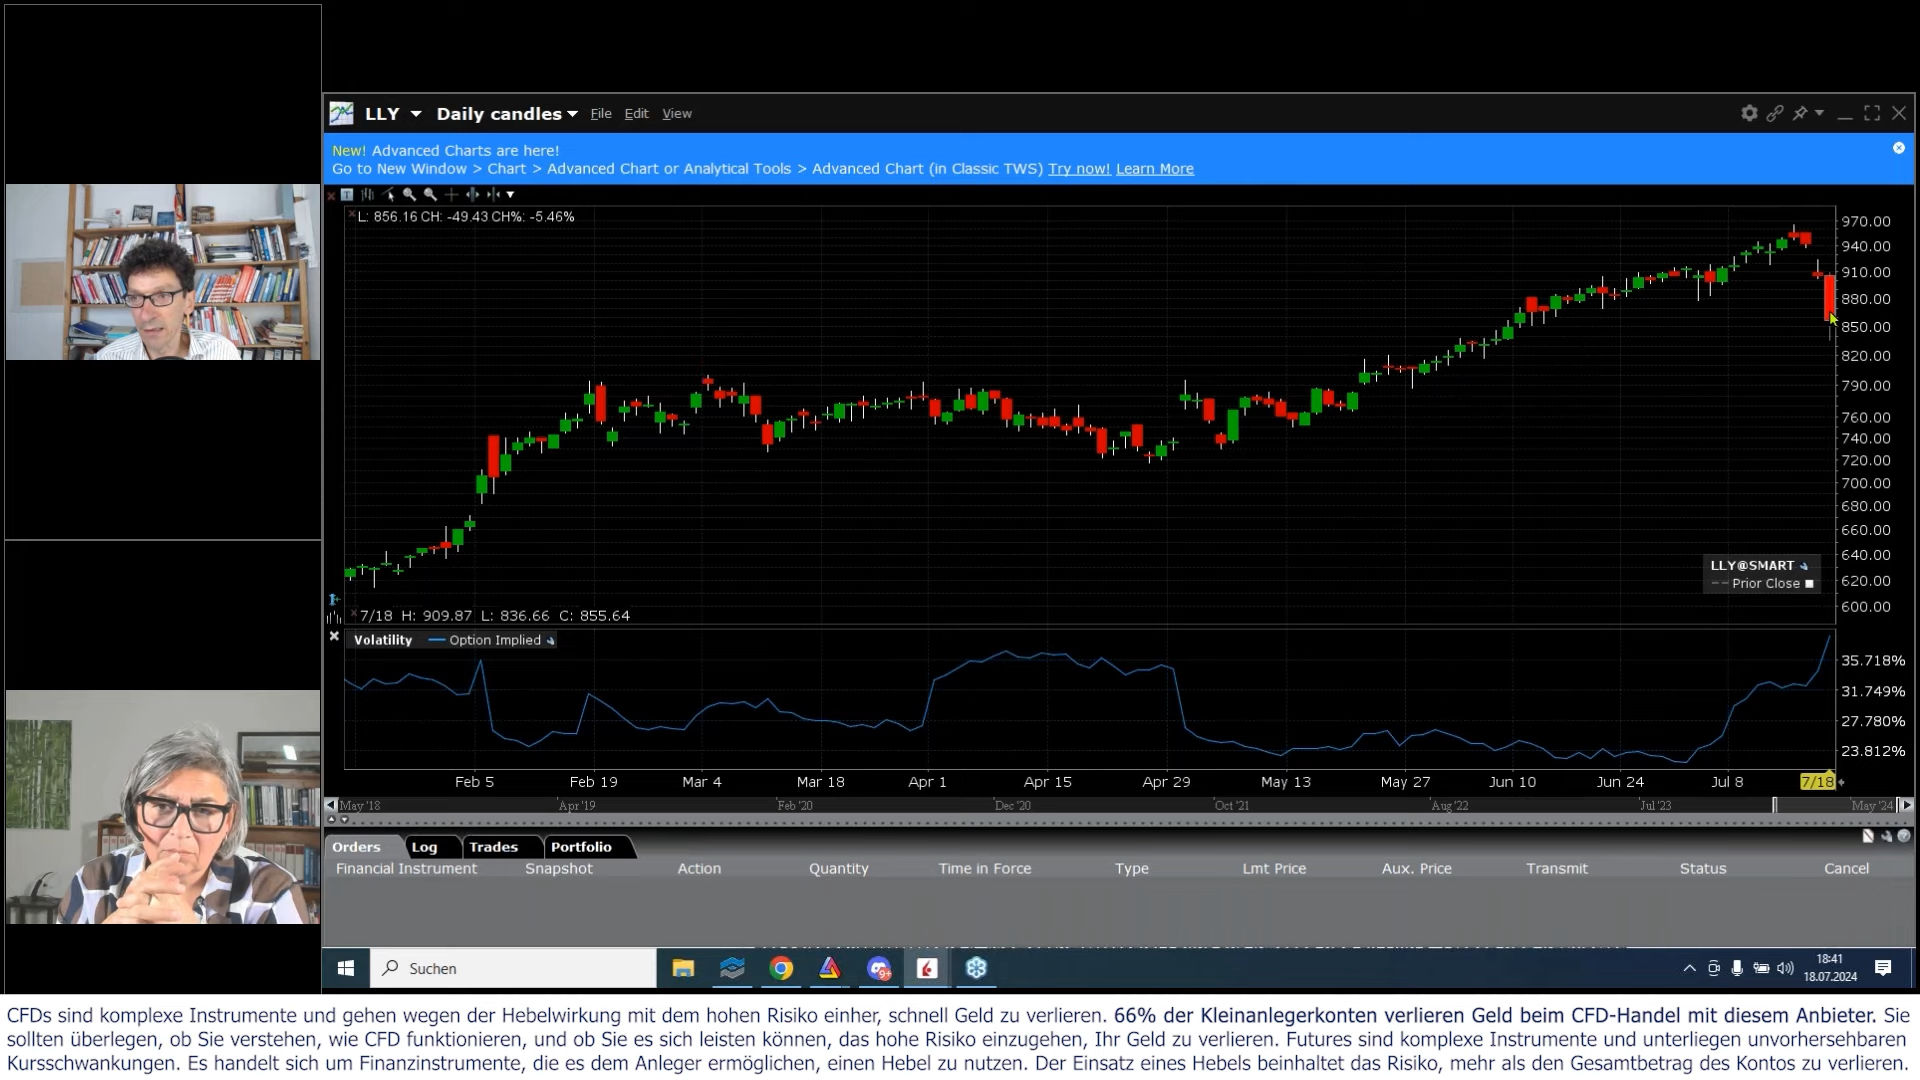 LLY Daily candles File Edit View
New! Advanced Charts are here!
Go to New Window > Chart > Advanced Chart or Analytical Tools > Advanced Chart (in Classic TWS) Try now! Learn More
L: 856.16 CH: -49.43 CH%: -5.46%
970.00
940.00
910.00
880.00
850.00
820.00
790.00
760.00
740.00
720.00
700.00
680.00
660.00
640.00
620.00
600.00
LLY@SMART
Prior Close
7/18 H: 909.87 L: 836.66 C: 855.64
Volatility Option Implied
35.718%
31.749%
27.780%
23.812%
Feb 5 Feb 19 Mar 4 Mar 18 Apr 1 Apr 15 Apr 29 May 13 May 27 Jun 10 Jun 24 Jul 8 7/18
May '18 Apr '19 Feb '20 Dec '20 Oct '21 Aug '22 Jul '23 May '24
Orders Log Trades Portfolio
Financial Instrument Snapshot Action Quantity Time in Force Type Lmt Price Aux. Price Transmit Status Cancel
Suchen
9+
18:41
18.07.2024
CFDs sind komplexe Instrumente und gehen wegen der Hebelwirkung mit dem hohen Risiko einher, schnell Geld zu verlieren. 66% der Kleinanlegerkonten verlieren Geld beim CFD-Handel mit diesem Anbieter. Sie
sollten überlegen, ob Sie verstehen, wie CFD funktionieren, und ob Sie es sich leisten können, das hohe Risiko einzugehen, Ihr Geld zu verlieren. Futures sind komplexe Instrumente und unterliegen unvorhersehbaren
Kursschwankungen. Es handelt sich um Finanzinstrumente, die es dem Anleger ermöglichen, einen Hebel zu nutzen. Der Einsatz eines Hebels beinhaltet das Risiko, mehr als den Gesamtbetrag des Kontos zu verlieren.